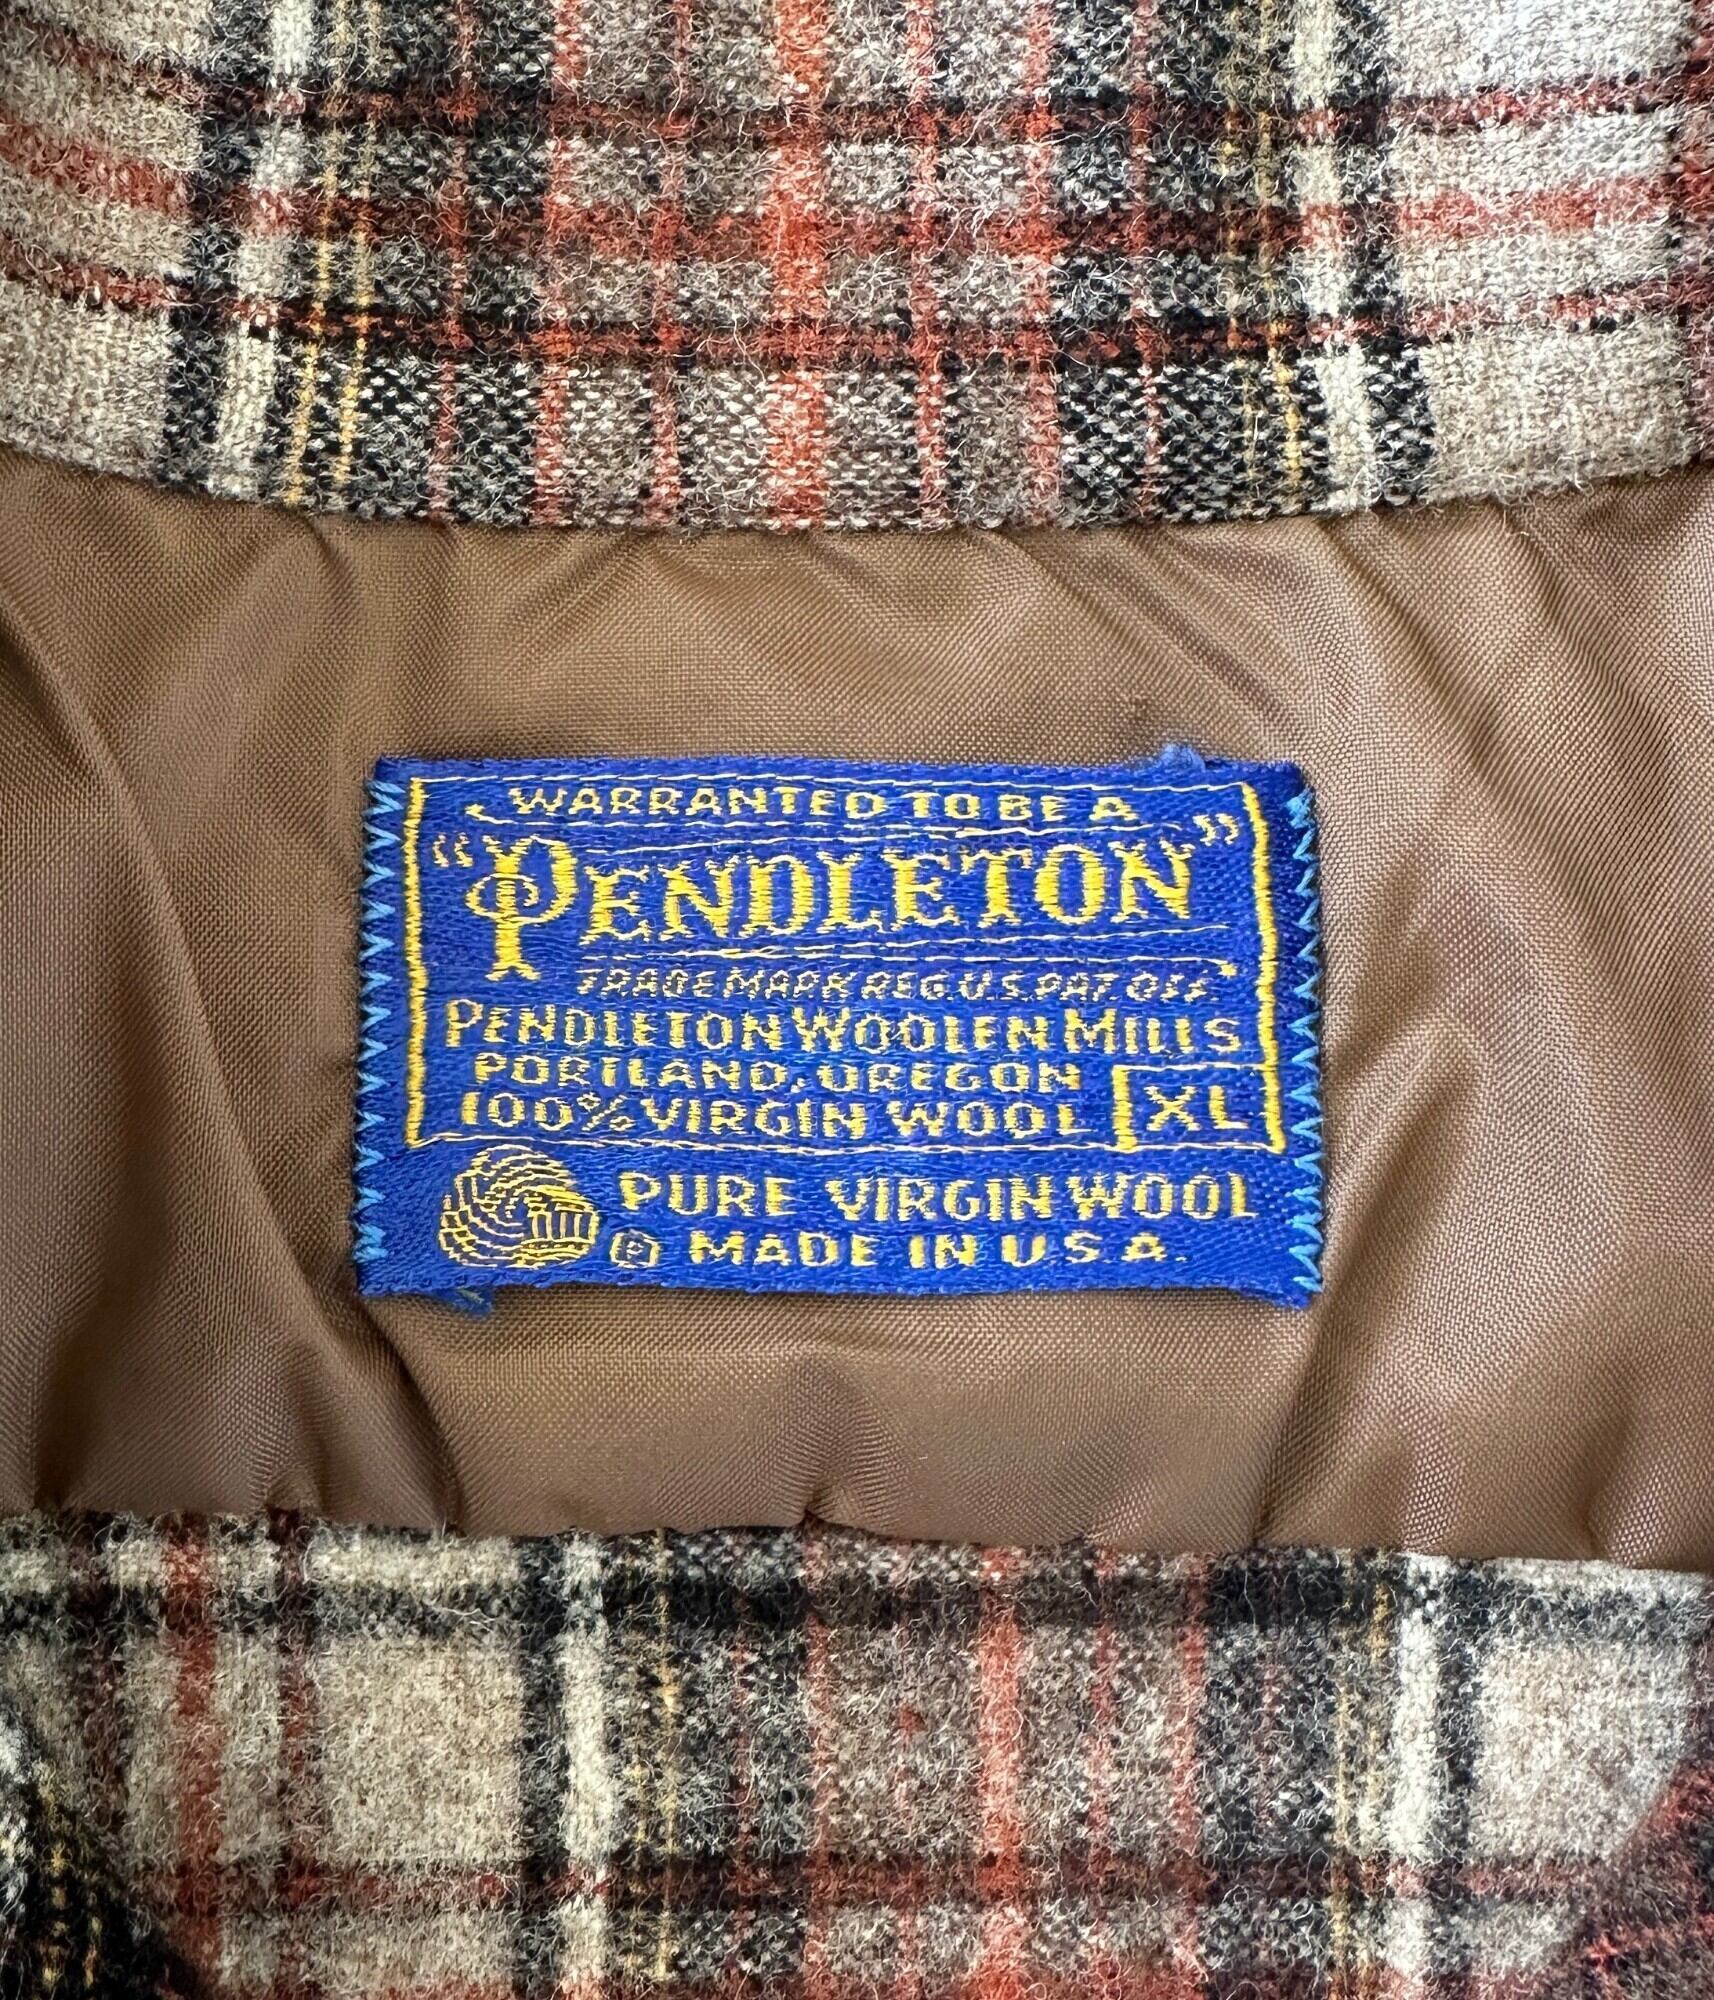 WARRANTED TO BE A
"PENDLETON"
TRADE MARK REG. U.S. PAT. OFF.
PENDLETON WOOLEN MILLS
PORTLAND, OREGON
100% VIRGIN WOOL XL
PURE VIRGIN WOOL
P MADE IN U S A.